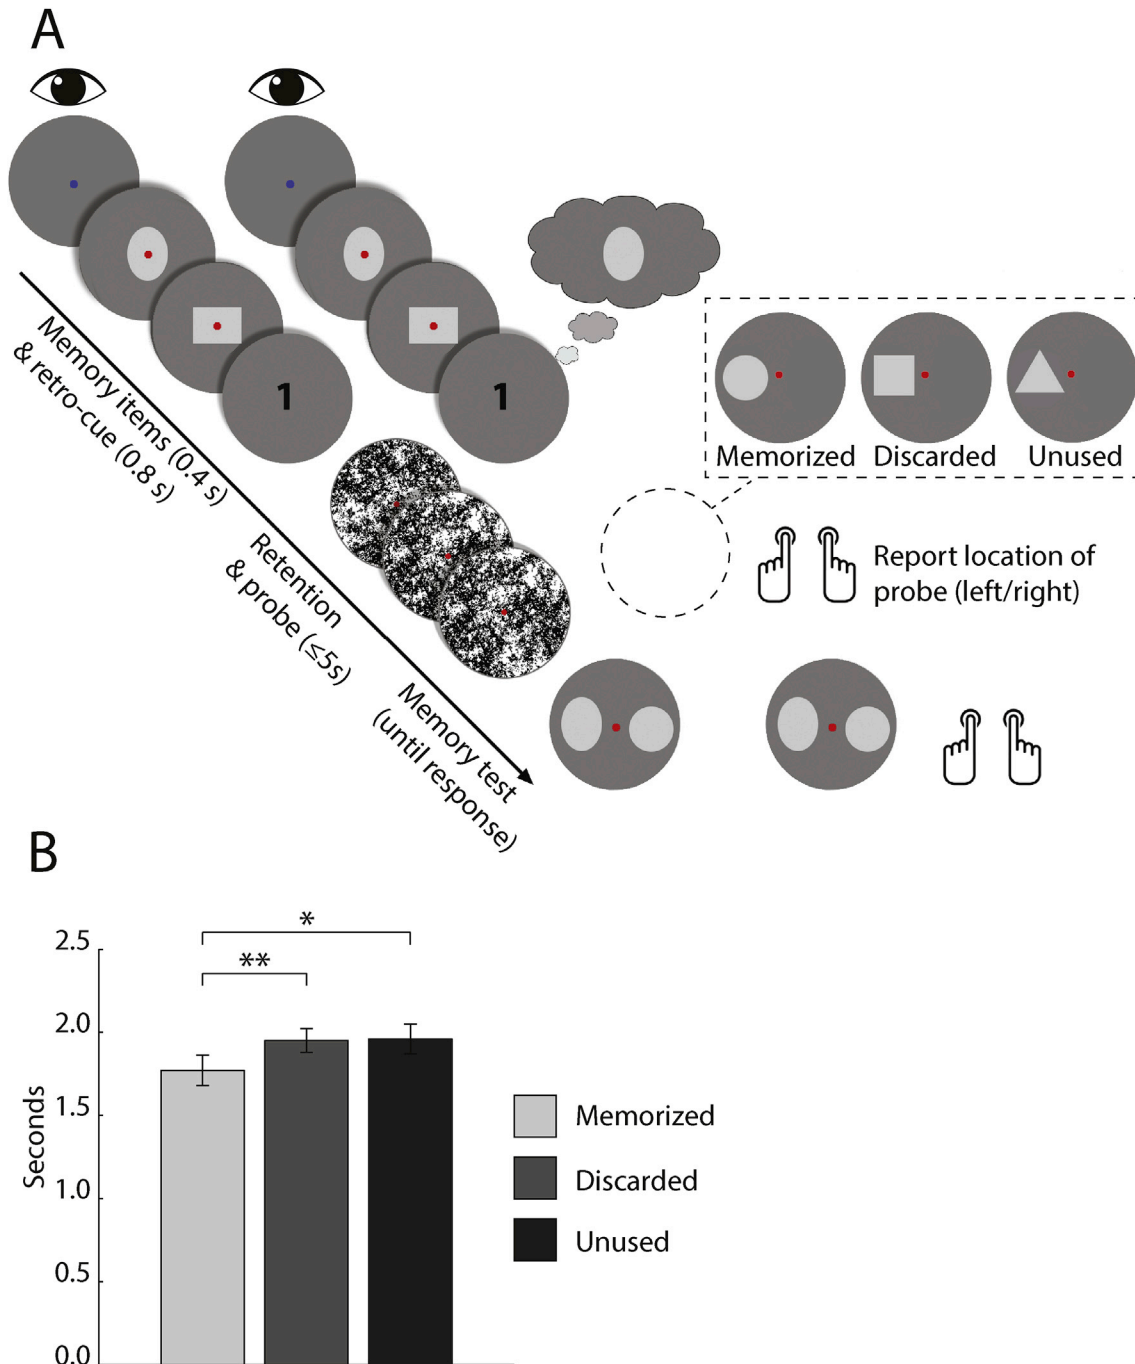 A
1
1
Memory items (0.4 s)
& retro-cue (0.8 s)
Memorized
Discarded
Unused
Retention
& probe (≤5s)
Report location of
probe (left/right)
Memory test
(until response)
B
*
**
2.5
2.0
1.5
1.0
0.5
0.0
Seconds
Memorized
Discarded
Unused